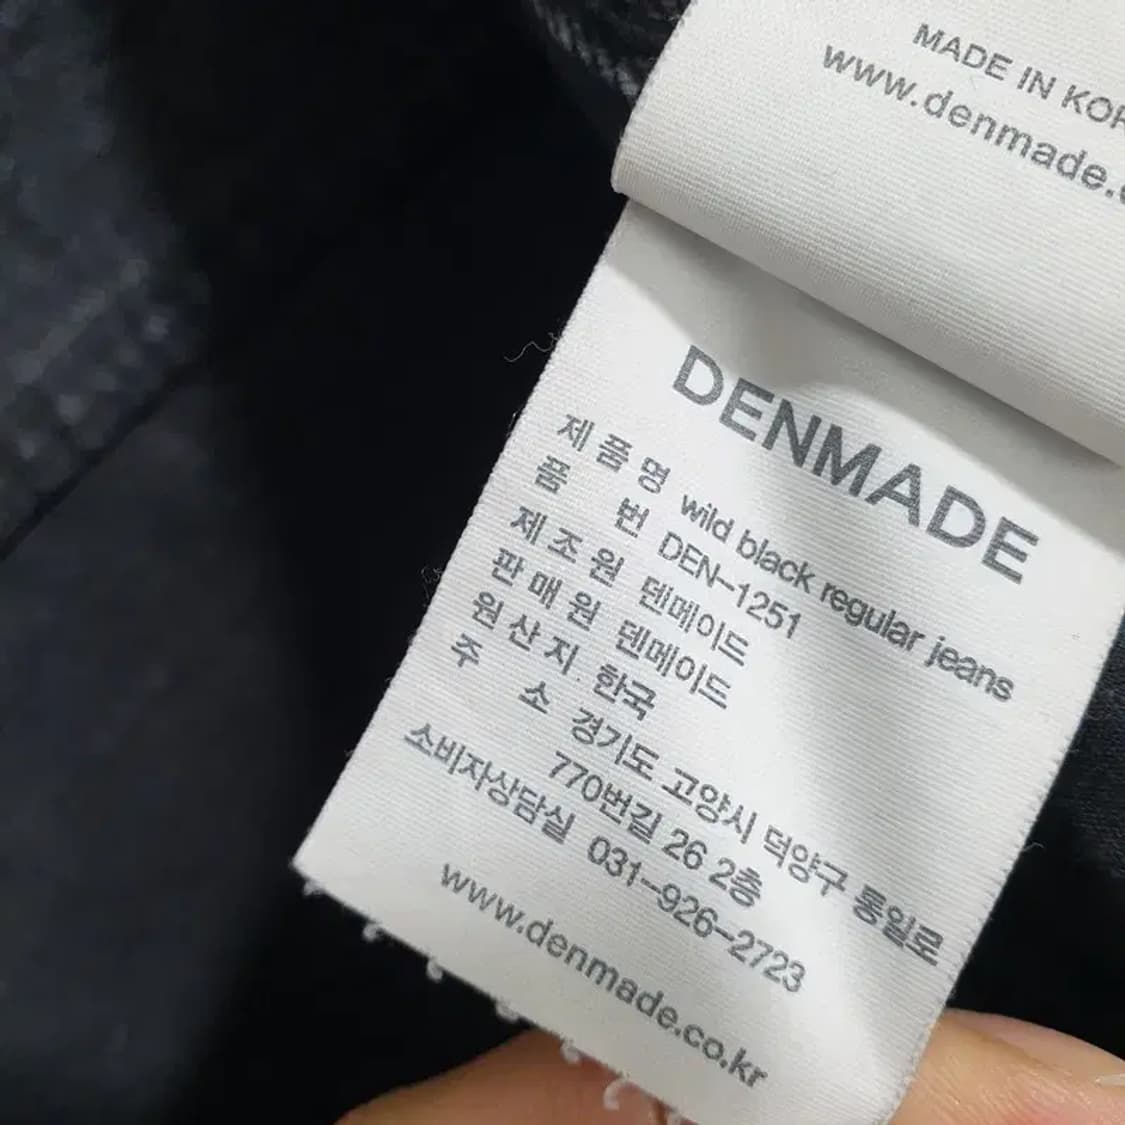 MADE IN KOR
www.denmade.c
DENMADE
제 품 명 wild black regular jeans
품 번 DEN-1251
제 조 원 덴메이드
판 매 원 덴메이드
원 산 지 한국
주 소 경기도 고양시 덕양구 통일로
770번길 26 2층
소비자상담실 031-926-2723
www.denmade.co.kr